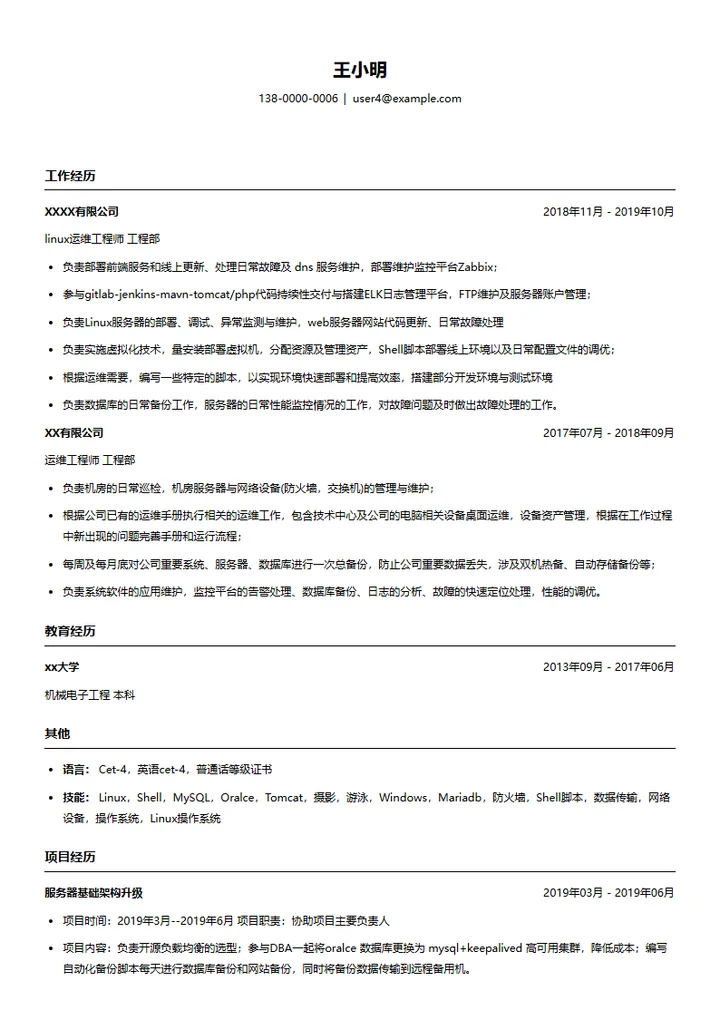 王小明
138-0000-0006 | user4@example.com
工作经历
XXXX有限公司 2018年11月 - 2019年10月
linux运维工程师 工程部
• 负责部署前端服务和线上更新、处理日常故障及 dns 服务维护，部署维护监控平台Zabbix；
• 参与gitlab-jenkins-mavn-tomcat/php代码持续性交付与搭建ELK日志管理平台，FTP维护及服务器账户管理；
• 负责Linux服务器的部署、调试、异常监测与维护，web服务器网站代码更新、日常故障处理
• 负责实施虚拟化技术，量安装部署虚拟机，分配资源及管理资产，Shell脚本部署线上环境以及日常配置文件的调优；
• 根据运维需要，编写一些特定的脚本，以实现环境快速部署和提高效率，搭建部分开发环境与测试环境
• 负责数据库的日常备份工作，服务器的日常性能监控情况的工作，对故障问题及时做出故障处理的工作。
XX有限公司 2017年07月 - 2018年09月
运维工程师 工程部
• 负责机房的日常巡检，机房服务器与网络设备(防火墙，交换机)的管理与维护；
• 根据公司已有的运维手册执行相关的运维工作，包含技术中心及公司的电脑相关设备桌面运维，设备资产管理，根据在工作过程
中新出现的问题完善手册和运行流程；
• 每周及每月底对公司重要系统、服务器、数据库进行一次总备份，防止公司重要数据丢失，涉及双机热备、自动存储备份等；
• 负责系统软件的应用维护，监控平台的告警处理、数据库备份、日志的分析、故障的快速定位处理，性能的调优。
教育经历
xx大学 2013年09月 - 2017年06月
机械电子工程 本科
其他
• 语言： Cet-4，英语cet-4，普通话等级证书
• 技能： Linux，Shell，MySQL，Oralce，Tomcat，摄影，游泳，Windows，Mariadb，防火墙，Shell脚本，数据传输，网络
设备，操作系统，Linux操作系统
项目经历
服务器基础架构升级 2019年03月 - 2019年06月
• 项目时间：2019年3月--2019年6月 项目职责：协助项目主要负责人
• 项目内容：负责开源负载均衡的选型；参与DBA一起将oralce 数据库更换为 mysql+keepalived 高可用集群，降低成本；编写
自动化备份脚本每天进行数据库备份和网站备份，同时将备份数据传输到远程备用机。